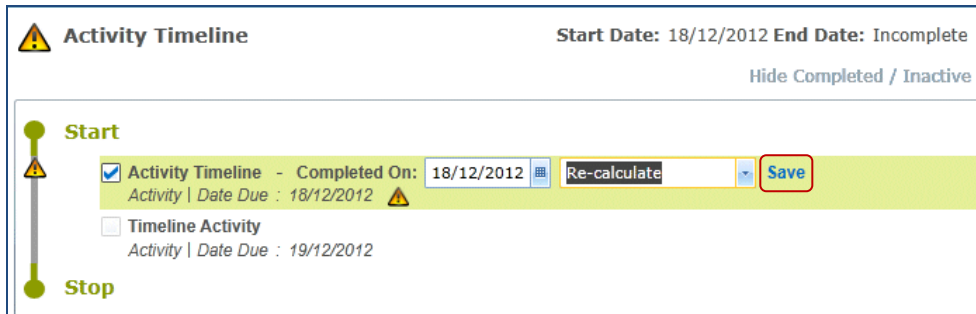 Activity Timeline Start Date: 18/12/2012 End Date: Incomplete
Hide Completed / Inactive
Start
Activity Timeline - Completed On: 18/12/2012 Re-calculate Save
Activity | Date Due : 18/12/2012
Timeline Activity
Activity | Date Due : 19/12/2012
Stop